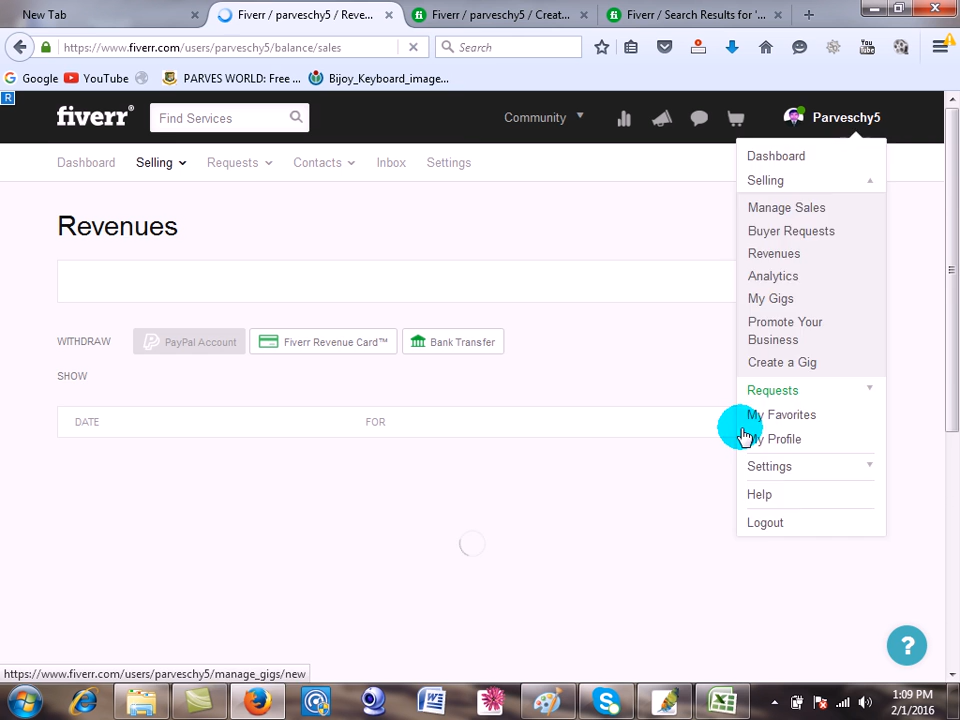 New Tab
Fiverr / parveschy5 / Reve...
Fiverr / parveschy5 / Creat...
Fiverr / Search Results for '...
https://www.fiverr.com/users/parveschy5/balance/sales
Search
You
Tube
Google
YouTube
PARVES WORLD: Free ...
Bijoy_Keyboard_image...
R
fiverr®
Find Services
Community
Parveschy5
Dashboard
Selling
Requests
Contacts
Inbox
Settings
Dashboard
Selling
Manage Sales
Buyer Requests
Revenues
Analytics
My Gigs
Promote Your
Business
Create a Gig
Requests
My Favorites
My Profile
Settings
Help
Logout
Revenues
WITHDRAW
PayPal Account
Fiverr Revenue Card™
Bank Transfer
SHOW
DATE
FOR
?
https://www.fiverr.com/users/parveschy5/manage_gigs/new
1:09 PM
2/1/2016